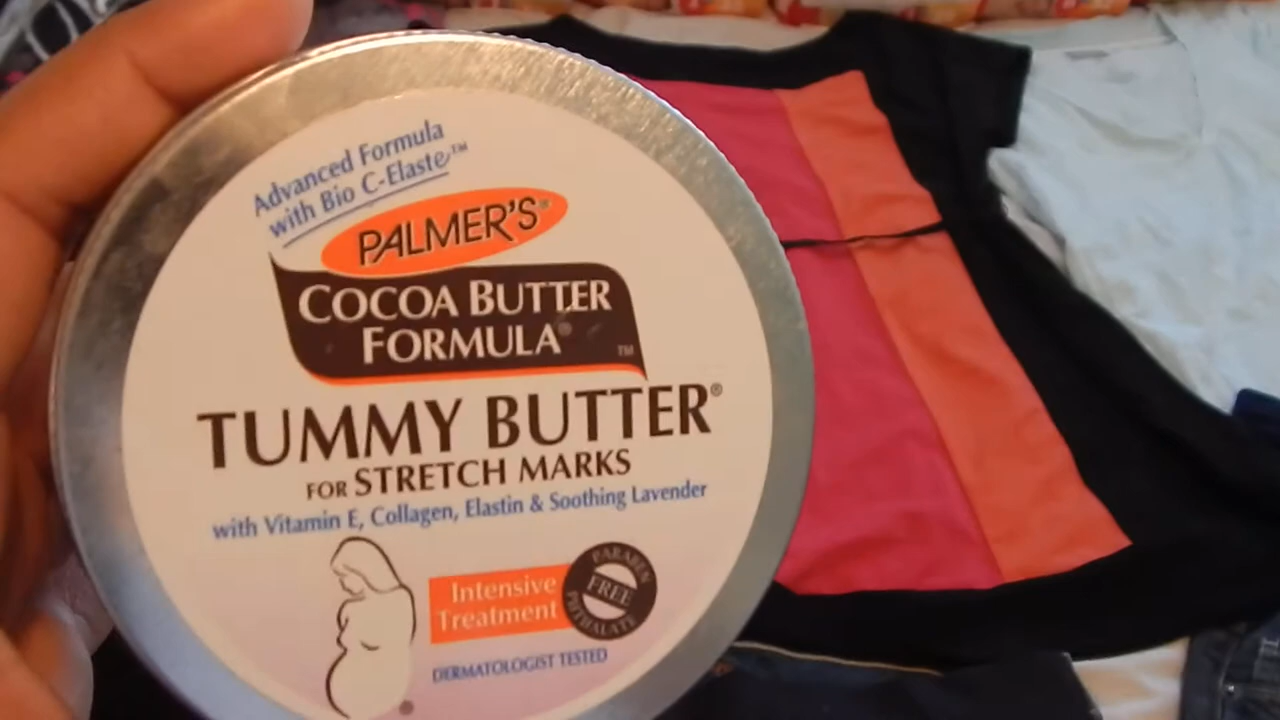 Advanced Formula
with Bio C-Elaste™
PALMER'S®
COCOA BUTTER
FORMULA®
™
TUMMY BUTTER®
FOR STRETCH MARKS
with Vitamin E, Collagen, Elastin & Soothing Lavender
Intensive
Treatment
PARABEN
FREE
PHTHALATE
DERMATOLOGIST TESTED